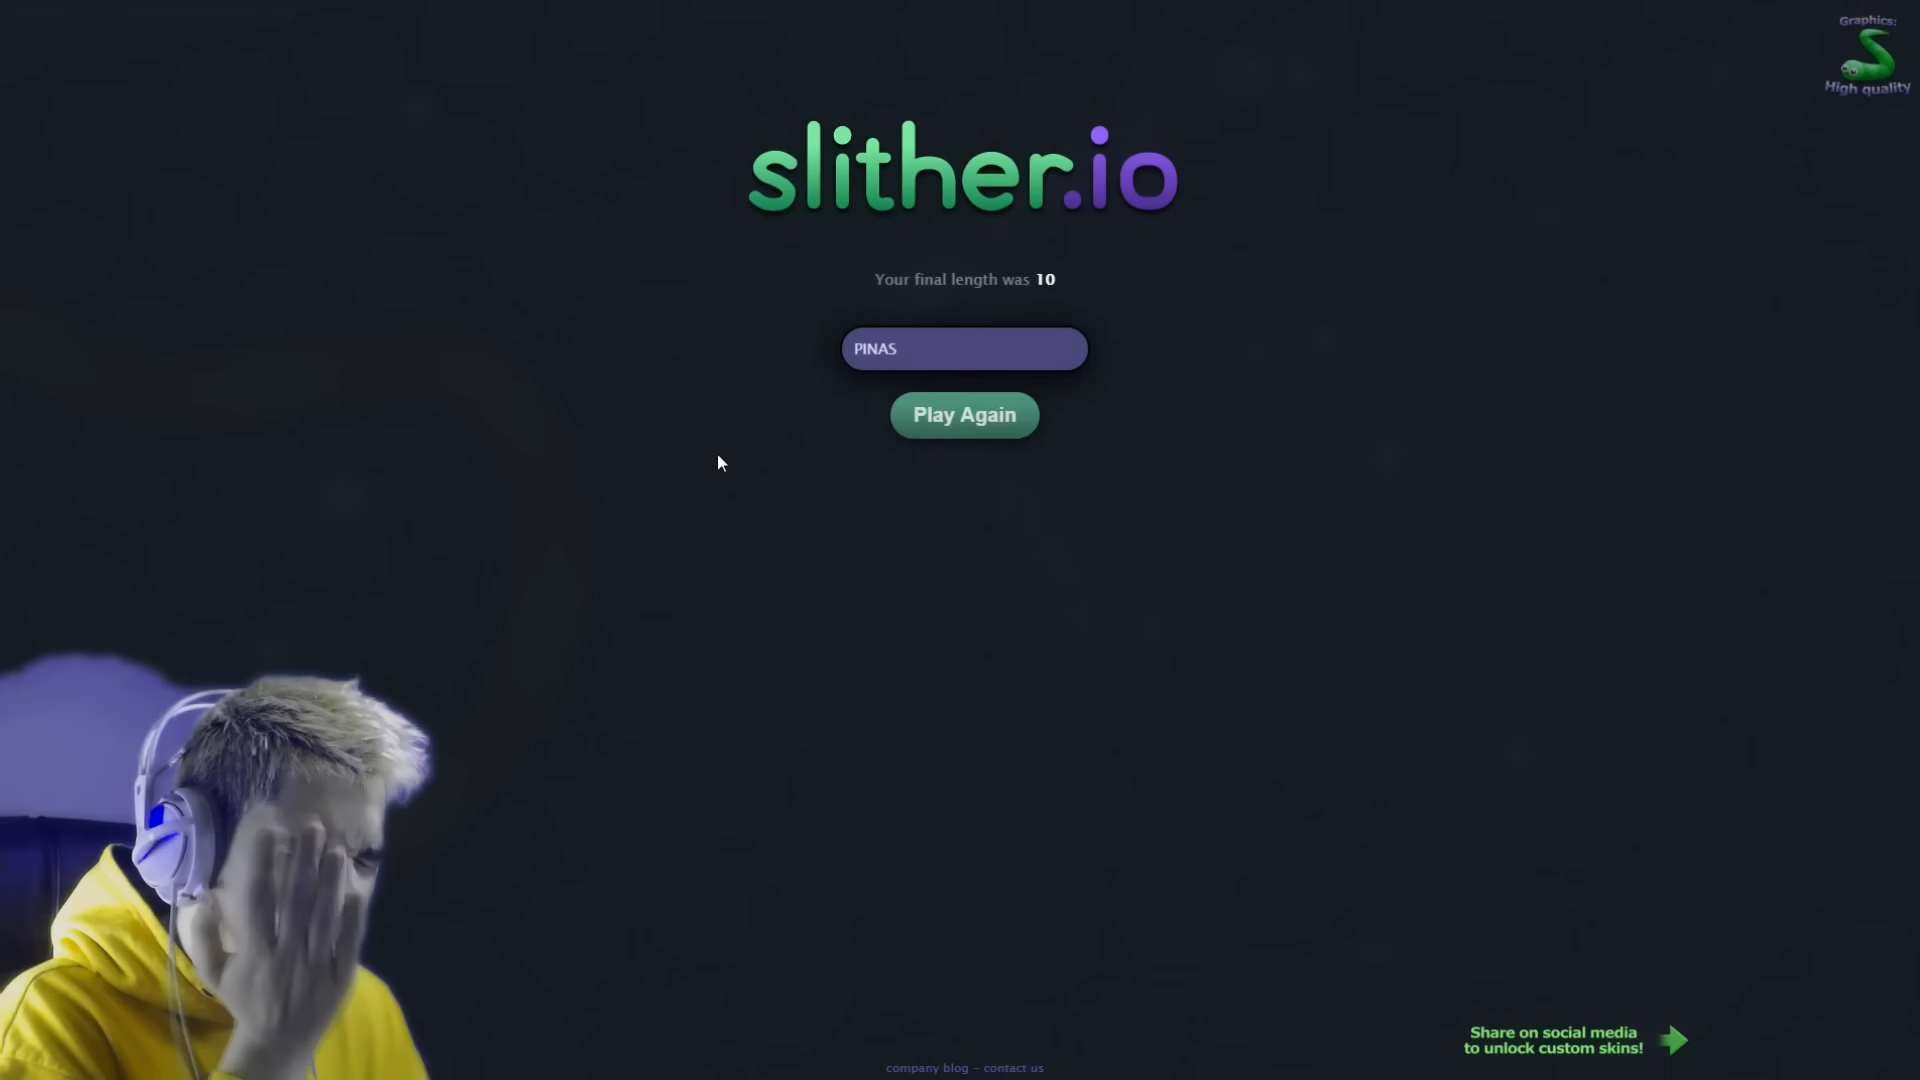 Graphics:
High quality
slither.io
Your final length was 10
PINAS
Play Again
Share on social media
to unlock custom skins!
company blog - contact us